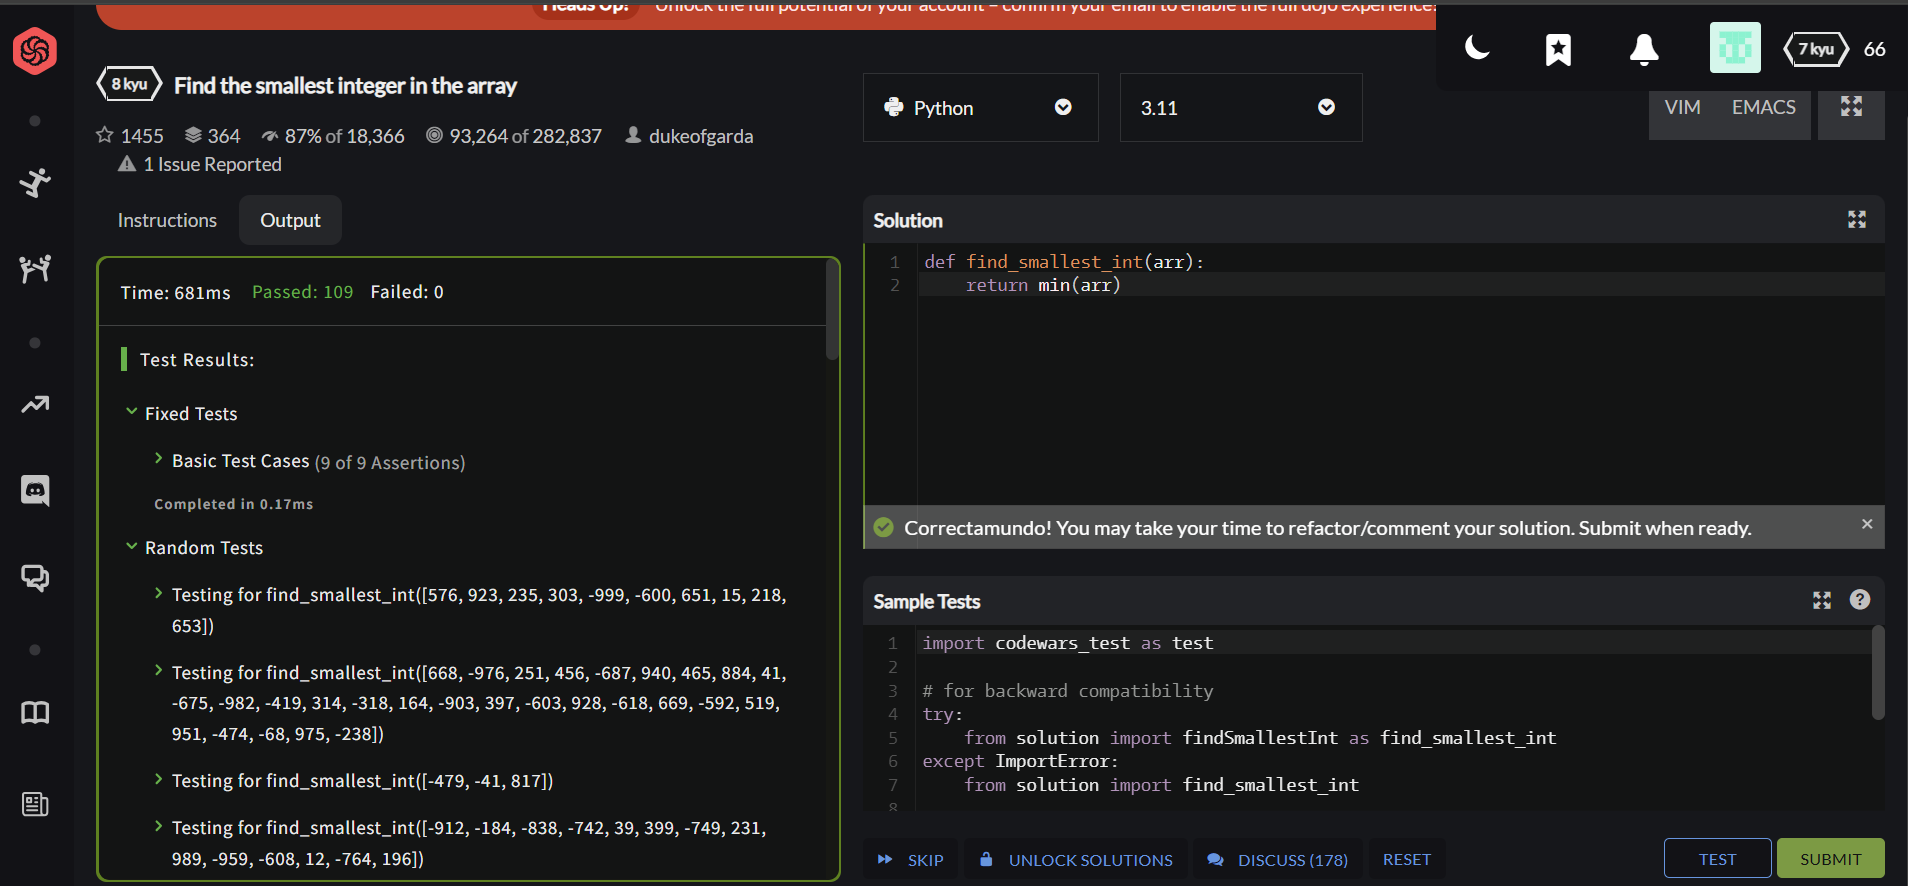 Heads Up! Unlock the full potential of your account – confirm your email to enable the full dojo experience!
7 kyu 66
8 kyu Find the smallest integer in the array
1455 364 87% of 18,366 93,264 of 282,837 dukeofgarda
1 Issue Reported
Python 3.11
VIM EMACS
Instructions Output
Time: 681ms Passed: 109 Failed: 0
Test Results:
Fixed Tests
Basic Test Cases (9 of 9 Assertions)
Completed in 0.17ms
Random Tests
Testing for find_smallest_int([576, 923, 235, 303, -999, -600, 651, 15, 218,
653])
Testing for find_smallest_int([668, -976, 251, 456, -687, 940, 465, 884, 41,
-675, -982, -419, 314, -318, 164, -903, 397, -603, 928, -618, 669, -592, 519,
951, -474, -68, 975, -238])
Testing for find_smallest_int([-479, -41, 817])
Testing for find_smallest_int([-912, -184, -838, -742, 39, 399, -749, 231,
989, -959, -608, 12, -764, 196])
Solution
1 def find_smallest_int(arr):
2     return min(arr)
Correctamundo! You may take your time to refactor/comment your solution. Submit when ready. ×
Sample Tests ?
1 import codewars_test as test
2
3 # for backward compatibility
4 try:
5     from solution import findSmallestInt as find_smallest_int
6 except ImportError:
7     from solution import find_smallest_int
8
SKIP UNLOCK SOLUTIONS DISCUSS (178) RESET TEST SUBMIT